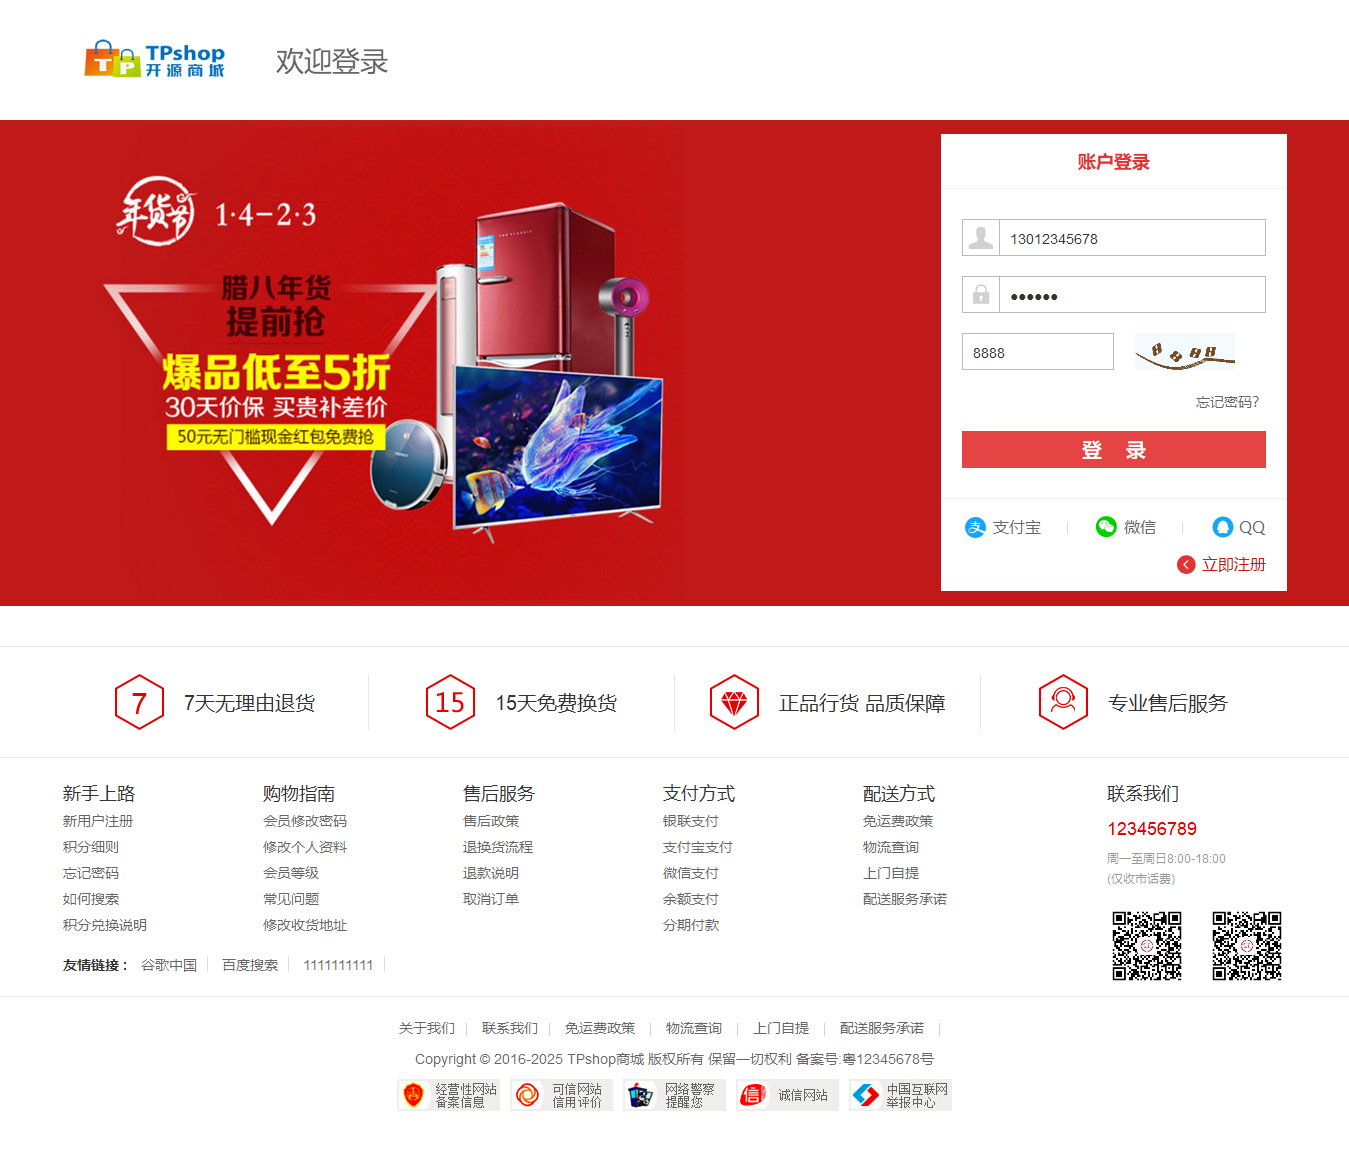 TPshop
开源商城
欢迎登录
年货节 1·4-2·3
腊八年货
提前抢
爆品低至5折
30天价保 买贵补差价
50元无门槛现金红包免费抢
账户登录
13012345678
●●●●●●
8888
8888
忘记密码?
登 录
支付宝
微信
QQ
立即注册
7 7天无理由退货
15 15天免费换货
正品行货 品质保障
专业售后服务
新手上路
新用户注册
积分细则
忘记密码
如何搜索
积分兑换说明
购物指南
会员修改密码
修改个人资料
会员等级
常见问题
修改收货地址
售后服务
售后政策
退换货流程
退款说明
取消订单
支付方式
银联支付
支付宝支付
微信支付
余额支付
分期付款
配送方式
免运费政策
物流查询
上门自提
配送服务承诺
联系我们
123456789
周一至周日8:00-18:00
(仅收市话费)
友情链接： 谷歌中国 百度搜索 1111111111
关于我们 | 联系我们 | 免运费政策 | 物流查询 | 上门自提 | 配送服务承诺 |
Copyright © 2016-2025 TPshop商城 版权所有 保留一切权利 备案号:粤12345678号
经营性网站
备案信息
可信网站
信用评价
网络警察
提醒您
诚信网站
中国互联网
举报中心